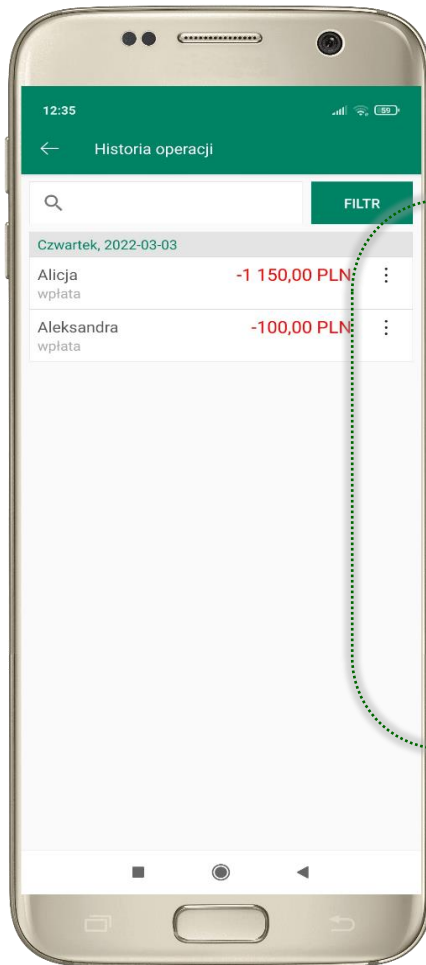 12:35
59
Historia operacji
FILTR
Czwartek, 2022-03-03
Alicja -1 150,00 PLN
wpłata
Aleksandra -100,00 PLN
wpłata